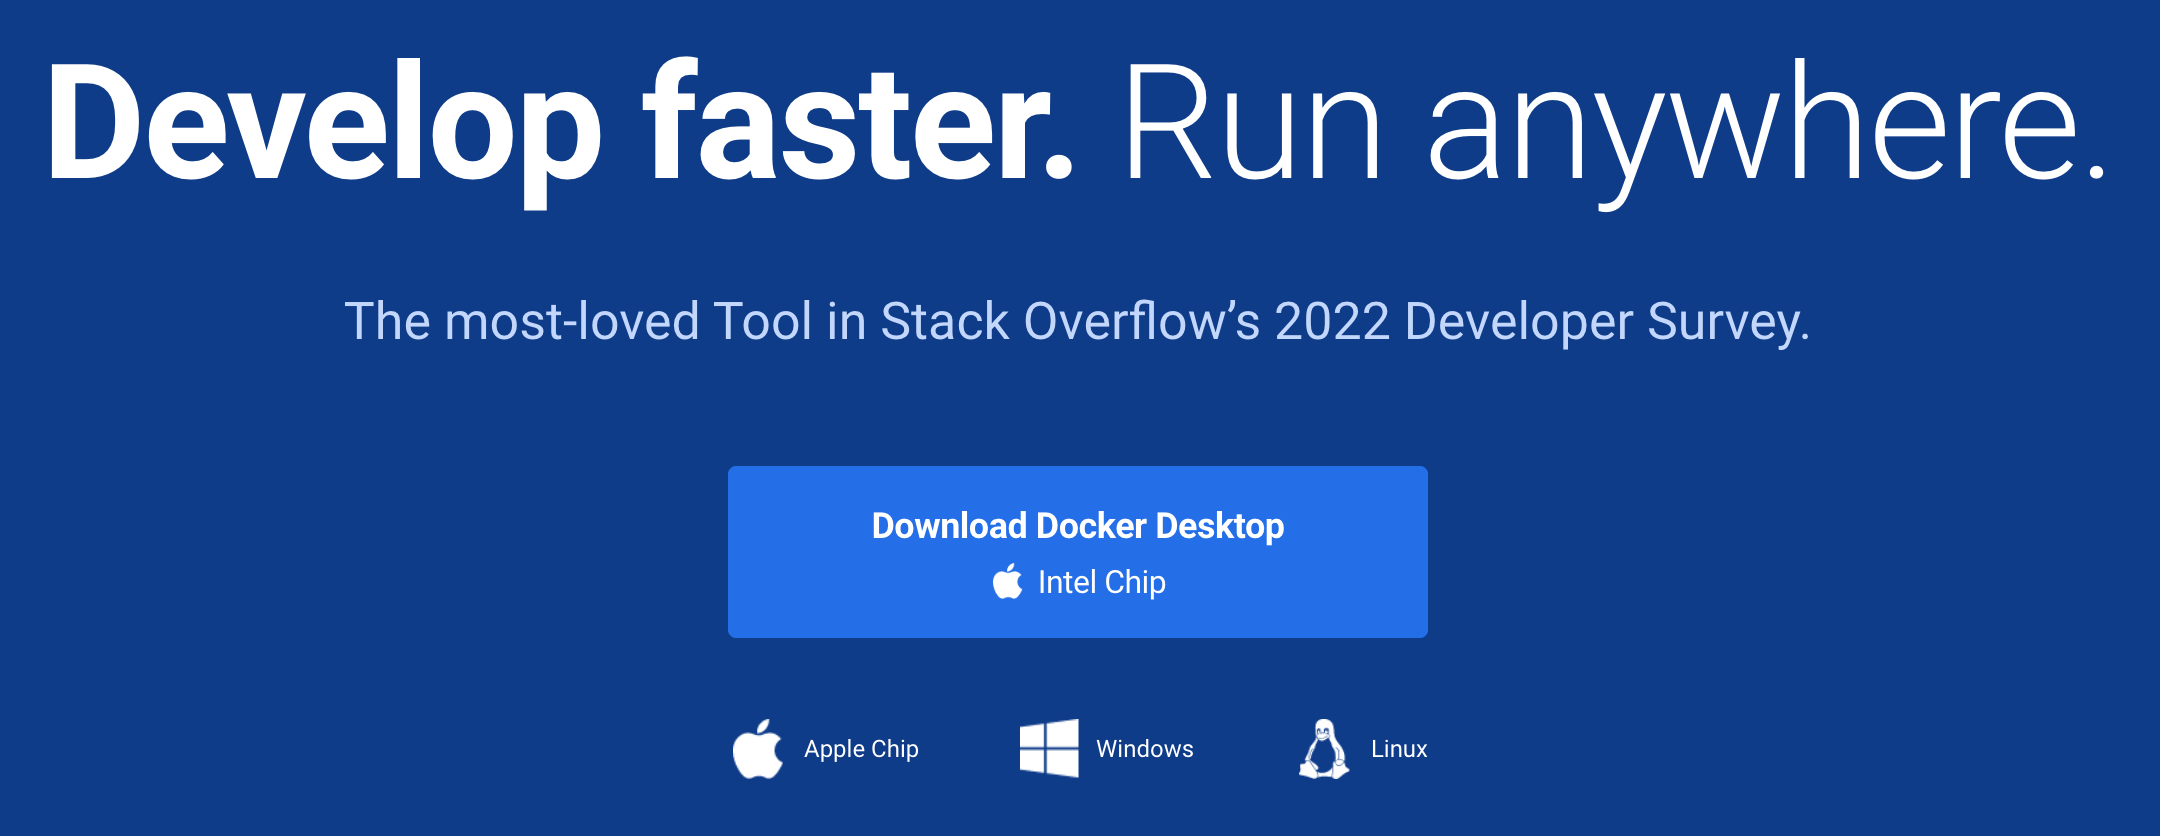 Develop faster. Run anywhere.
The most-loved Tool in Stack Overflow’s 2022 Developer Survey.
Download Docker Desktop
Intel Chip
Apple Chip
Windows
Linux